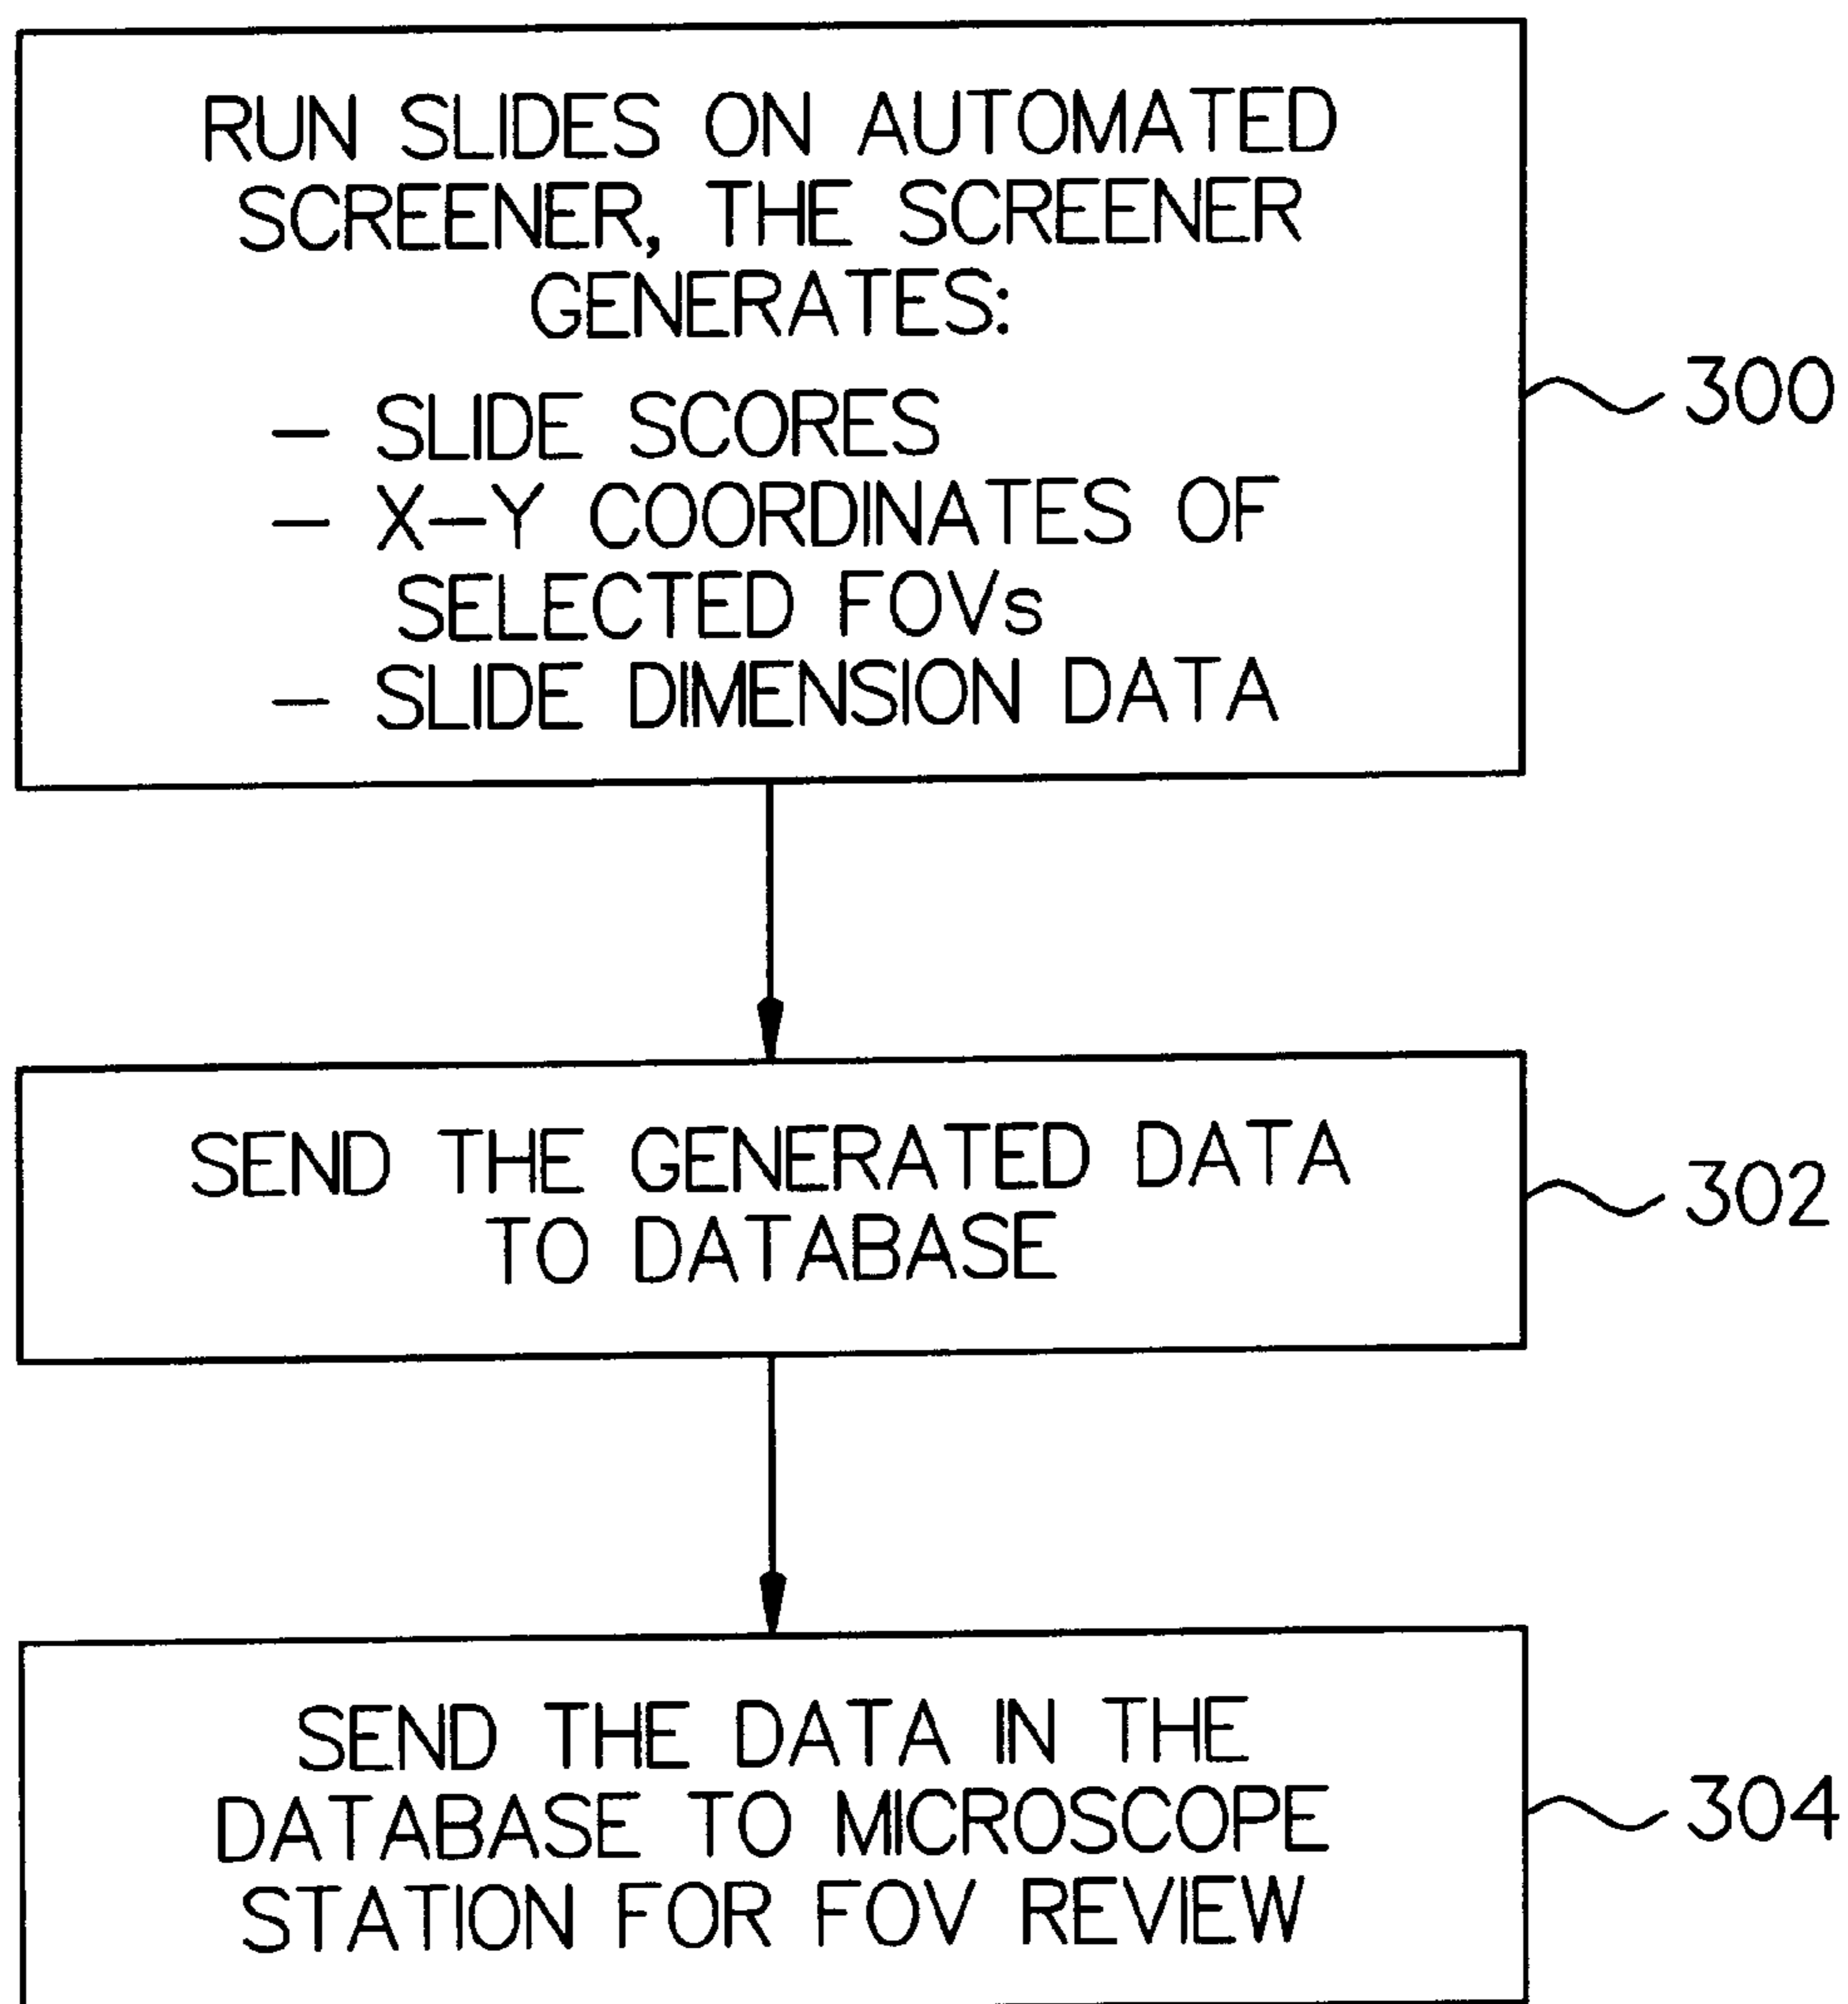 RUN SLIDES ON AUTOMATED
SCREENER, THE SCREENER
GENERATES:
— SLIDE SCORES
— X—Y COORDINATES OF
SELECTED FOVs
— SLIDE DIMENSION DATA
300
SEND THE GENERATED DATA
TO DATABASE
302
SEND THE DATA IN THE
DATABASE TO MICROSCOPE
STATION FOR FOV REVIEW
304